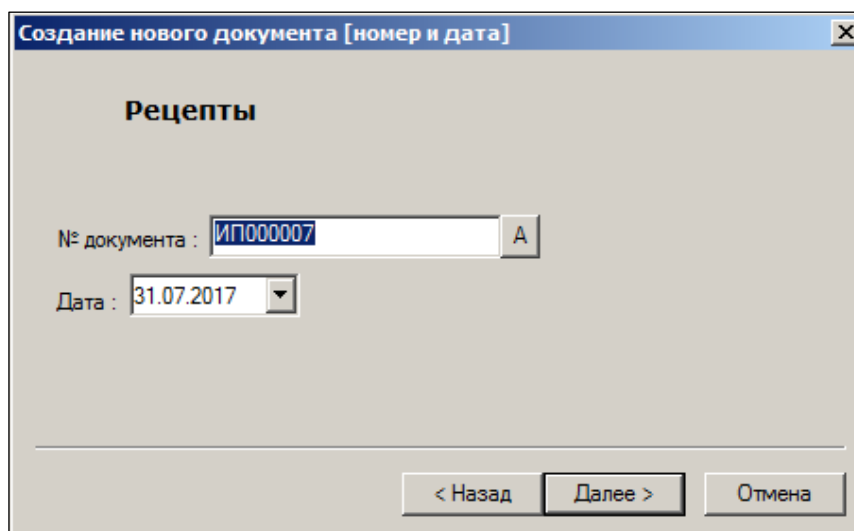 Создание нового документа [номер и дата]
Рецепты
№ документа : ИП000007 A
Дата : 31.07.2017
< Назад Далее > Отмена